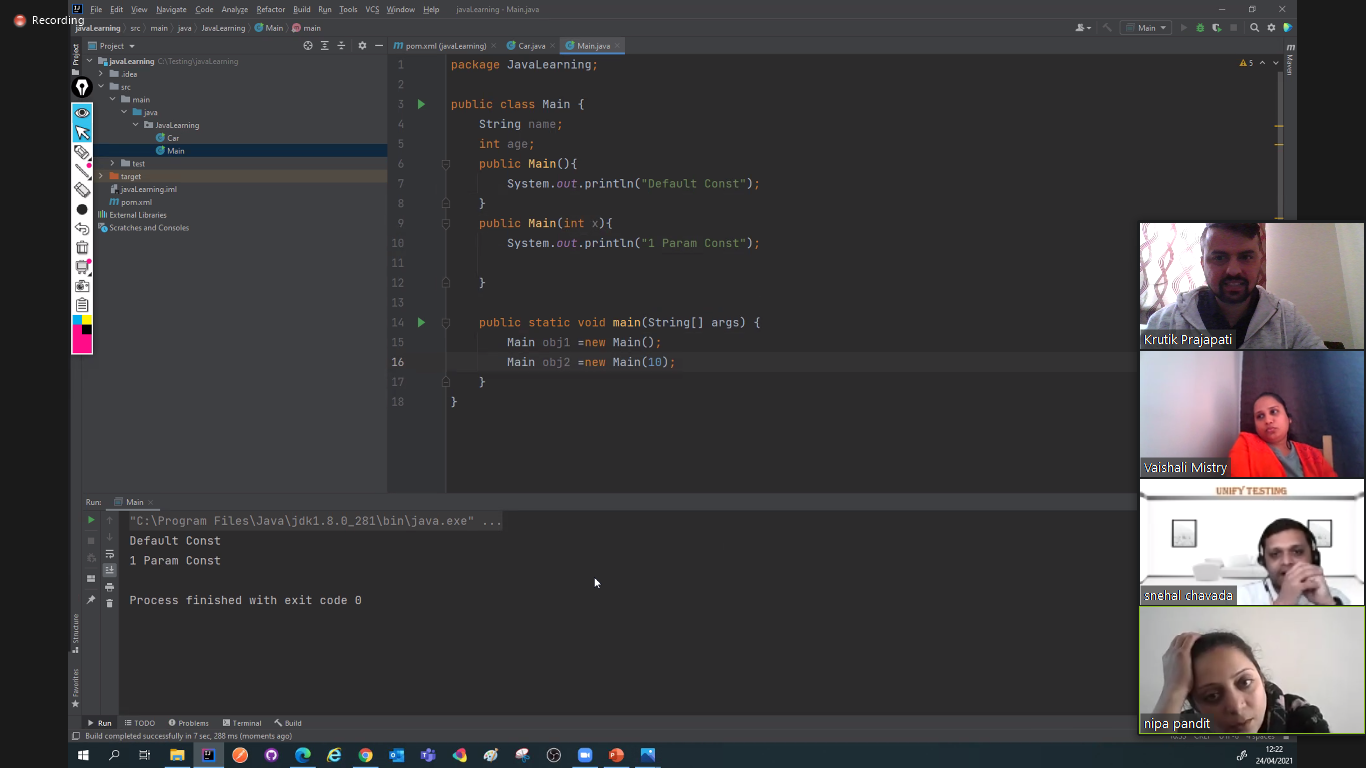 Recording
File Edit View Navigate Code Analyze Refactor Build Run Tools VCS Window Help javaLearning - Main.java
javaLearning src main java JavaLearning Main main
Main
Project
Project
pom.xml (javaLearning) Car.java Main.java
Maven
javaLearning C:\Testing\javaLearning
.idea
src
main
java
JavaLearning
Car
Main
test
target
javaLearning.iml
pom.xml
External Libraries
Scratches and Consoles
5
1 package JavaLearning;
2
3 public class Main {
4 String name;
5 int age;
6 public Main(){
7 System.out.println("Default Const");
8 }
9 public Main(int x){
10 System.out.println("1 Param Const");
11
12 }
13
14 public static void main(String[] args) {
15 Main obj1 =new Main();
16 Main obj2 =new Main(10);
17 }
18 }
Krutik Prajapati
Vaishali Mistry
UNIFY TESTING
snehal chavada
nipa pandit
Run: Main
"C:\Program Files\Java\jdk1.8.0_281\bin\java.exe" ...
Default Const
1 Param Const
Process finished with exit code 0
Structure
Favorites
Run TODO Problems Terminal Build
Build completed successfully in 7 sec, 288 ms (moments ago)
12:22
24/04/2021